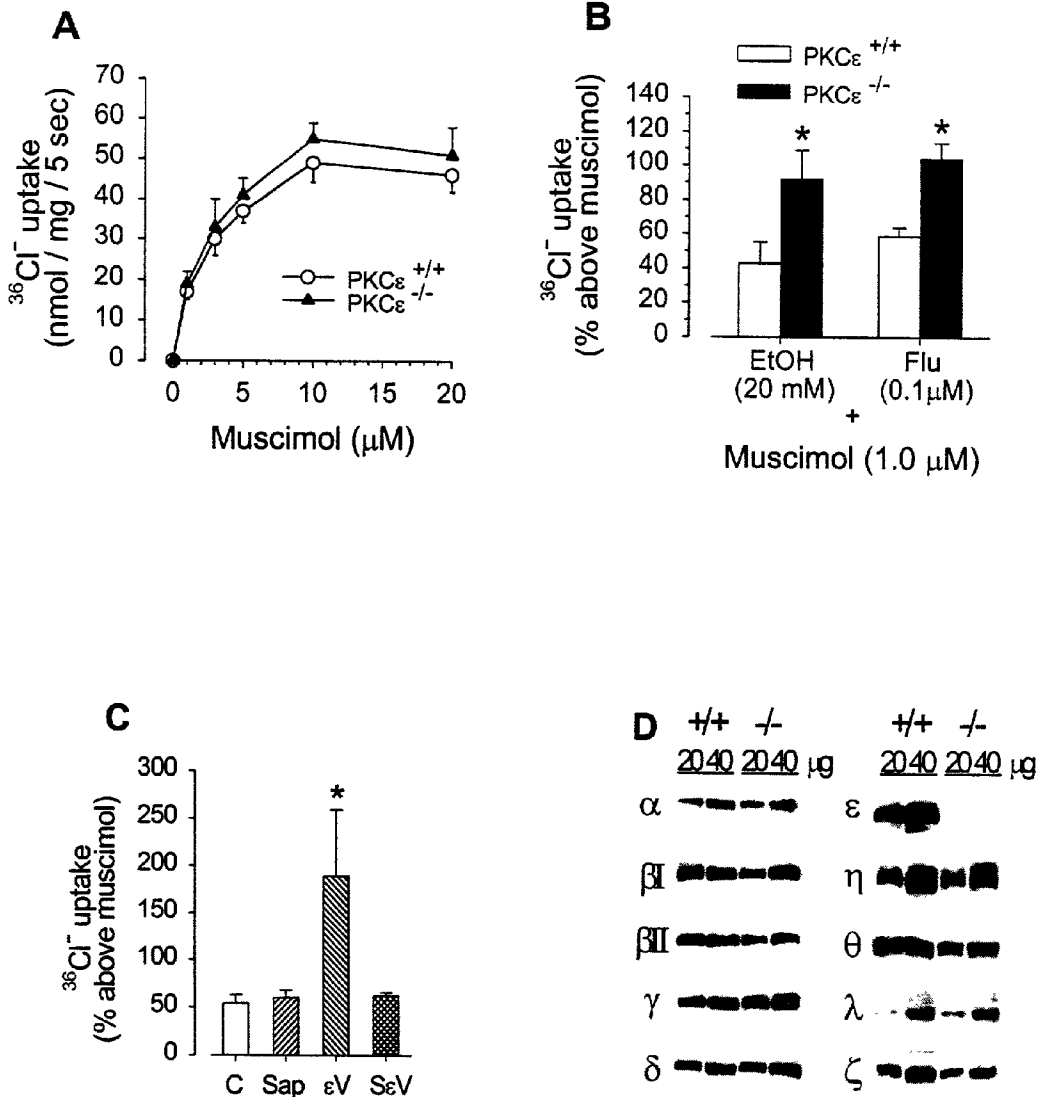 A
70
60
50
40
30
20
10
0
³⁶Cl⁻ uptake
(nmol / mg / 5 sec)
PKCε +/+
PKCε -/-
0 5 10 15 20
Muscimol (μM)
B
PKCε +/+
PKCε -/-
140
120
100
80
60
40
20
0
³⁶Cl⁻ uptake
(% above muscimol)
* *
EtOH Flu
(20 mM) (0.1μM)
+
Muscimol (1.0 μM)
C
300
250
200
150
100
50
0
³⁶Cl⁻ uptake
(% above muscimol)
*
C Sap εV SεV
D
+/+ -/- +/+ -/-
20 40 20 40 μg 20 40 20 40 μg
α ε
βI η
βII θ
γ λ
δ ζ